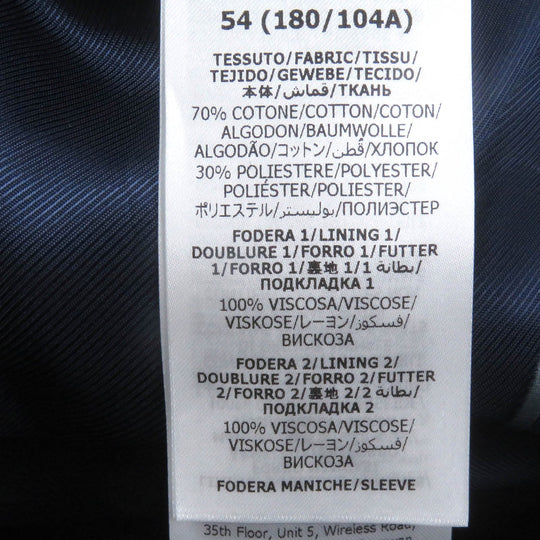 54 (180/104A)
TESSUTO/FABRIC/TISSU/
TEJIDO/GEWEBE/TECIDO/
本体/قماش/ТКАНЬ
70% COTONE/COTTON/COTON/
ALGODON/BAUMWOLLE/
ALGODÃO/コットン/قُطن/ХЛОПОК
30% POLIESTERE/POLYESTER/
POLIÉSTER/POLIESTER/
ポリエステル/بوليستر/ПОЛИЭСТЕР
FODERA 1/LINING 1/
DOUBLURE 1/FORRO 1/FUTTER
1/FORRO 1/裏地 1/1 بطانة/
ПОДКЛАДКА 1
100% VISCOSA/VISCOSE/
VISKOSE/レーヨン/فسكوز/
ВИСКОЗА
FODERA 2/LINING 2/
DOUBLURE 2/FORRO 2/FUTTER
2/FORRO 2/裏地 2/2 بطانة/
ПОДКЛАДКА 2
100% VISCOSA/VISCOSE/
VISKOSE/レーヨン/فسكوز/
ВИСКОЗА
FODERA MANICHE/SLEEVE
35th Floor, Unit 5, Wireless Road,